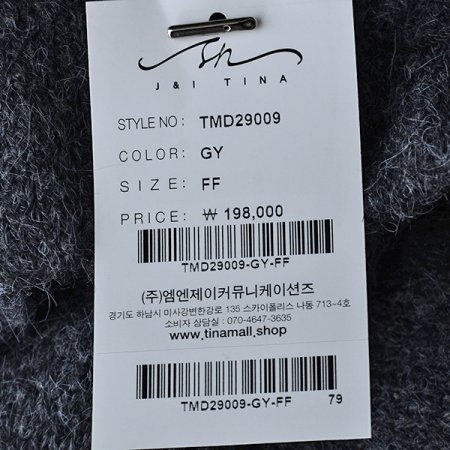 J & I TINA
STYLE NO : TMD29009
COLOR: GY
SIZE: FF
PRICE: ₩ 198,000
TMD29009-GY-FF
(주)엠엔제이커뮤니케이션즈
경기도 하남시 미사강변한강로 135 스카이폴리스 나동 713-4호
소비자 상담실 : 070-4647-3635
www.tinamall.shop
TMD29009-GY-FF 79